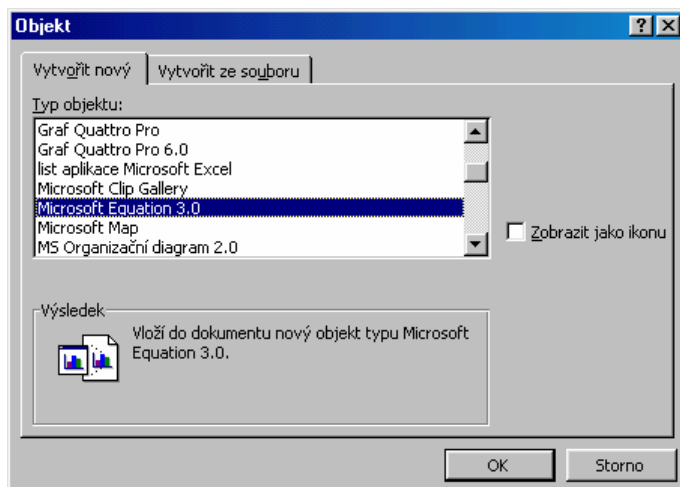 Objekt
Vytvořit nový
Vytvořit ze souboru
Typ objektu:
Graf Quattro Pro
Graf Quattro Pro 6.0
list aplikace Microsoft Excel
Microsoft Clip Gallery
Microsoft Equation 3.0
Microsoft Map
MS Organizační diagram 2.0
Zobrazit jako ikonu
Výsledek
Vloží do dokumentu nový objekt typu Microsoft
Equation 3.0.
OK
Storno